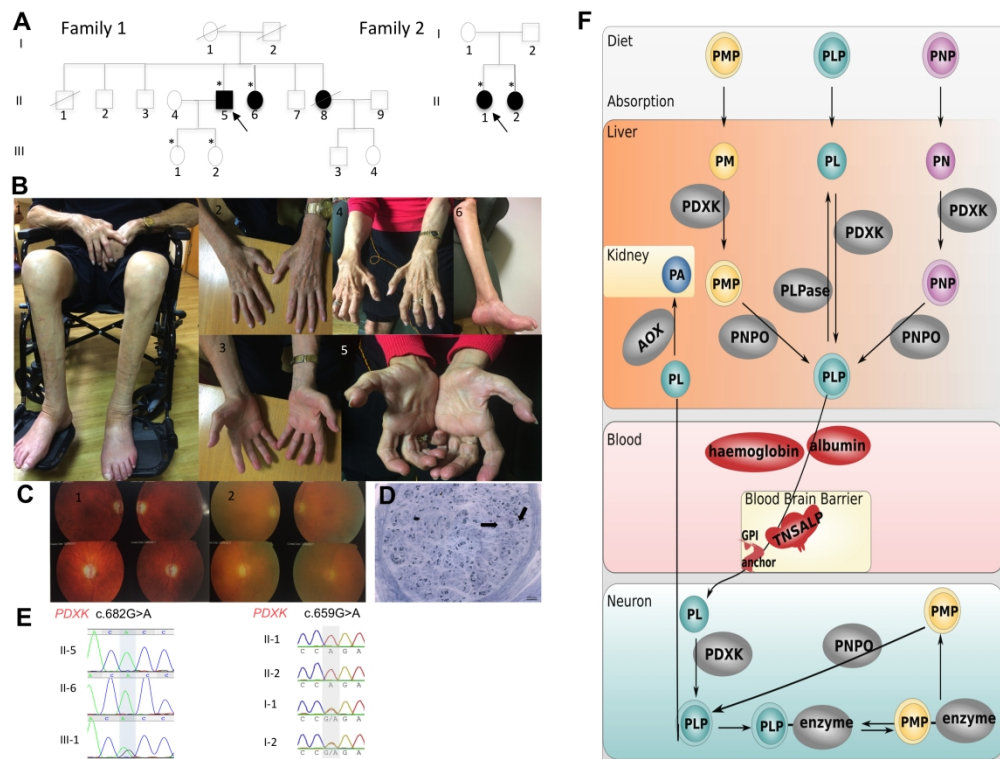 A
Family 1
Family 2
I
1
2
I
1
2
*
*
*
*
II
1
2
3
4
5
6
7
8
9
II
1
2
*
*
III
1
2
3
4
B
1
2
3
4
5
6
C
1
2
D
E
PDXK c.682G>A
II-5
A C A C C
II-6
A C A C C
III-1
A C A C C
c.659G>A
II-1
C C A G A
II-2
C C A G A
I-1
C C G/A G A
I-2
C C G/A G A
F
Diet
PMP
PLP
PNP
Absorption
Liver
PM
PL
PN
PDXK
PDXK
PDXK
Kidney
PA
PMP
PLPase
PNP
AOX
PNPO
PNPO
PL
PLP
Blood
haemoglobin
albumin
Blood Brain Barrier
TNSALP
GPI
anchor
Neuron
PL
PMP
PDXK
PNPO
PLP
PLP
enzyme
PMP
enzyme